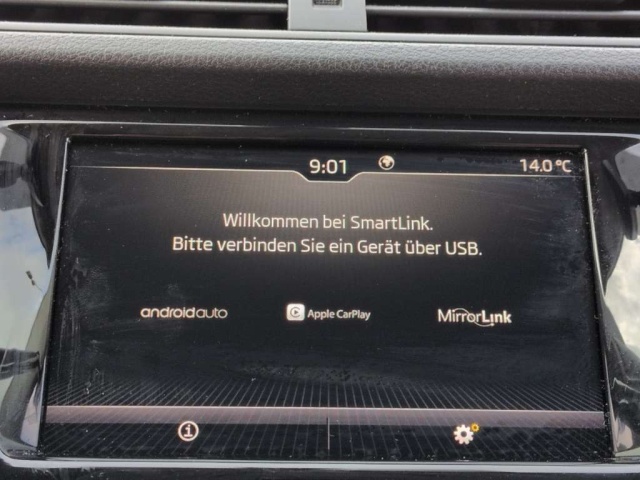 9:01 14.0 °C
Willkommen bei SmartLink.
Bitte verbinden Sie ein Gerät über USB.
androidauto Apple CarPlay MirrorLink